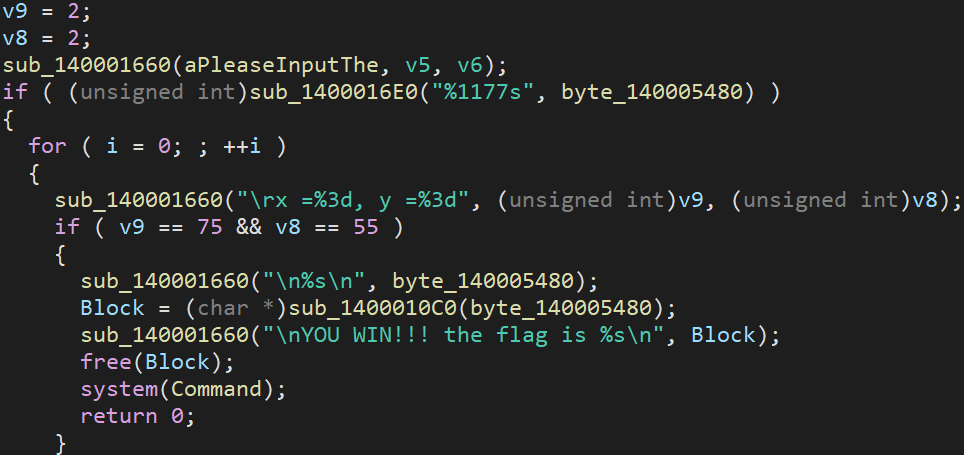 v9 = 2;
v8 = 2;
sub_140001660(aPleaseInputThe, v5, v6);
if ( (unsigned int)sub_1400016E0("%1177s", byte_140005480) )
{
  for ( i = 0; ; ++i )
  {
    sub_140001660("\rx =%3d, y =%3d", (unsigned int)v9, (unsigned int)v8);
    if ( v9 == 75 && v8 == 55 )
    {
      sub_140001660("\n%s\n", byte_140005480);
      Block = (char *)sub_1400010C0(byte_140005480);
      sub_140001660("\nYOU WIN!!! the flag is %s\n", Block);
      free(Block);
      system(Command);
      return 0;
    }